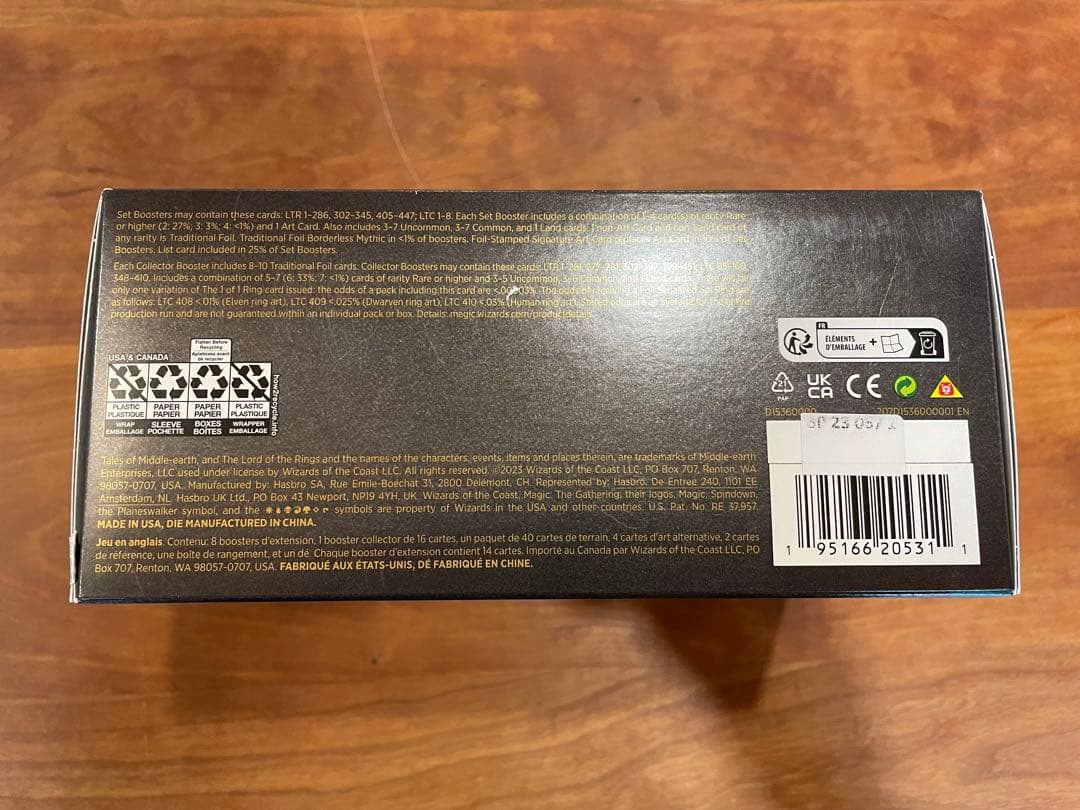 Set Boosters may contain these cards: LTR 1-286, 302-345, 405-447; LTC 1-8. Each Set Booster includes a combination of 1-4 card(s) of rarity Rare
or higher (2: 27%; 3: 3%; 4: <1%) and 1 Art Card. Also includes 3-7 Uncommon, 3-7 Common, and 1 Land cards. 1 non-Art Card and non-Land card of
any rarity is Traditional Foil. Traditional Foil Borderless Mythic in <1% of boosters. Foil-Stamped Signature Art Card replaces Art Card in 10% of Set
Boosters. List card included in 25% of Set Boosters.
Each Collector Booster includes 8-10 Traditional Foil cards. Collector Boosters may contain these cards: LTR
348-410. Includes a combination of 5-7 (6: 33%, 7: <1%) cards of rarity Rare or higher and 3-5 Uncommon, 3-6 Common, and 1 Land cards. There will be
only one variation of The 1 of 1 Ring card issued: the odds of a pack including this card are The odds of receiving a
as follows: LTC 408 <.01% (Elven ring art), LTC 409 <.025% (Dwarven ring art), LTC 410 <.03% (Human ring art). Stated odds are an average for the entire
production run and are not guaranteed within an individual pack or box. Details: magic.wizards.com/productdetails.
FR
ÉLÉMENTS
D'EMBALLAGE
+
Flatten Before
Recycling
Aplatissez avant
de recycler
USA & CANADA
PLASTIC PAPER PAPER PLASTIC
PLASTIQUE PAPIER PAPIER PLASTIQUE
WRAP SLEEVE BOXES WRAPPER
EMBALLAGE POCHETTE BOÎTES EMBALLAGE
how2recycle.info
21
PAP
UK
CA
CE
D15360000 207D1536000001 EN
Tales of Middle-earth, and The Lord of the Rings and the names of the characters, events, items and places therein, are trademarks of Middle-earth
Enterprises, LLC used under license by Wizards of the Coast LLC. All rights reserved. ©2023 Wizards of the Coast LLC, PO Box 707, Renton, WA
98057-0707, USA. Manufactured by: Hasbro SA, Rue Emile-Boéchat 31, 2800 Delémont, CH. Represented by: Hasbro, De Entree 240, 1101 EE
Amsterdam, NL. Hasbro UK Ltd., PO Box 43 Newport, NP19 4YH, UK. Wizards of the Coast, Magic: The Gathering, their logos, Magic, Spindown,
the Planeswalker symbol, and the symbols are property of Wizards in the USA and other countries. U.S. Pat. No. RE 37,957.
MADE IN USA, DIE MANUFACTURED IN CHINA.
Jeu en anglais. Contenu: 8 boosters d'extension, 1 booster collector de 16 cartes, un paquet de 40 cartes de terrain, 4 cartes d'art alternative, 2 cartes
de référence, une boîte de rangement, et un dé. Chaque booster d'extension contient 14 cartes. Importé au Canada par Wizards of the Coast LLC, PO
Box 707, Renton, WA 98057-0707, USA. FABRIQUÉ AUX ÉTATS-UNIS, DÉ FABRIQUÉ EN CHINE.
1 95166 20531 1